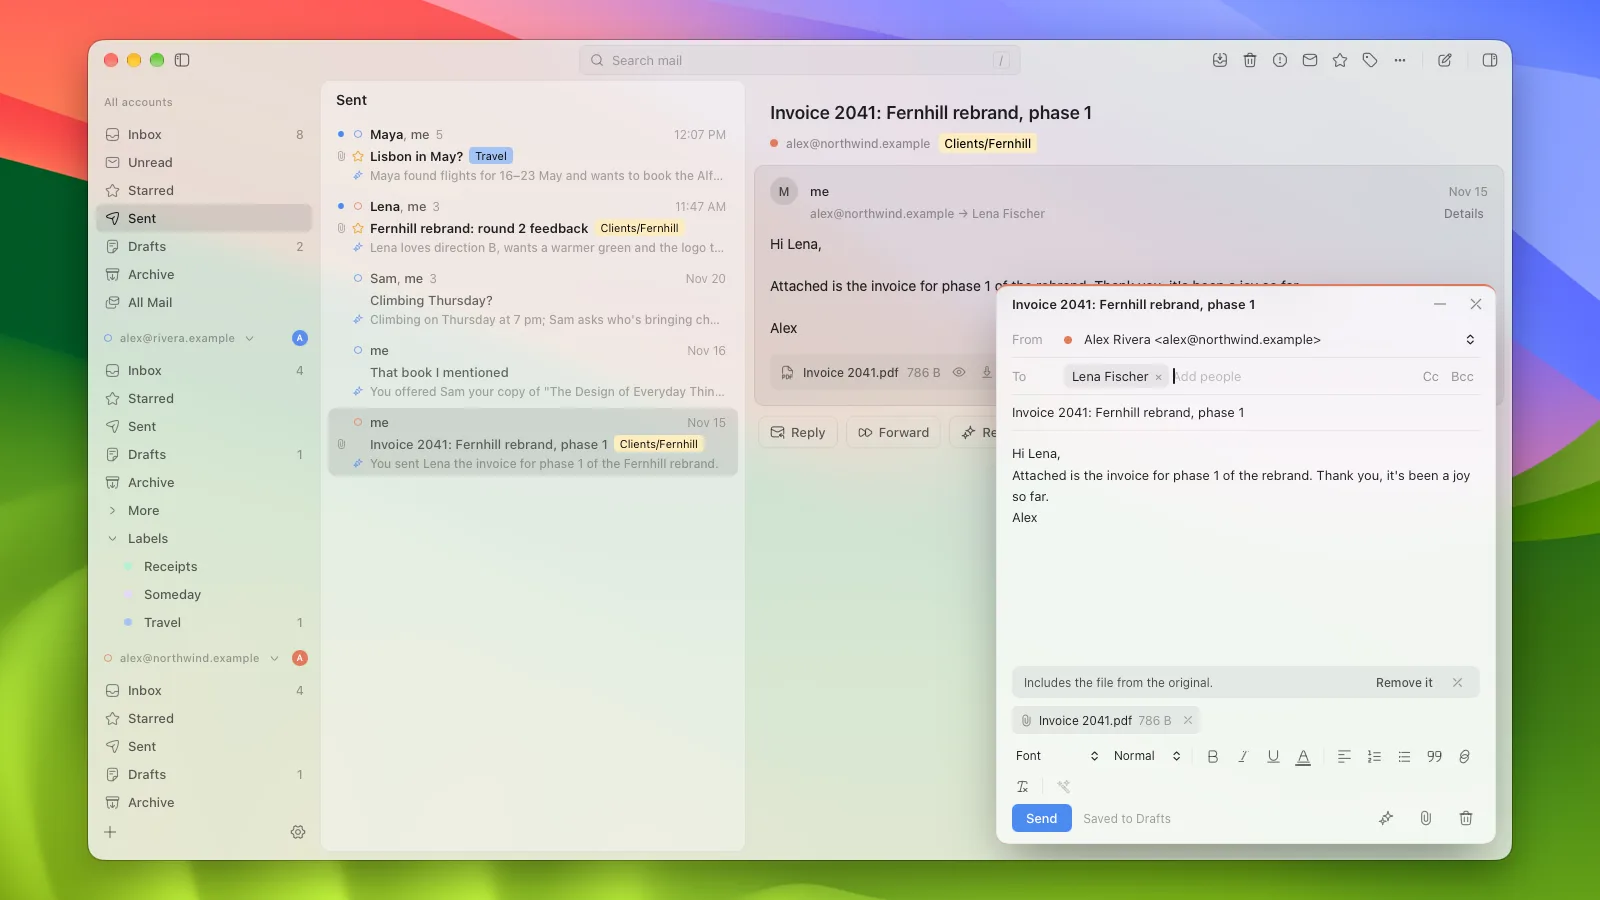 Search mail /
All accounts
Inbox 8
Unread
Starred
Sent
Drafts 2
Archive
All Mail
alex@rivera.example A
Inbox 4
Starred
Sent
Drafts 1
Archive
More
Labels
Receipts
Someday
Travel 1
alex@northwind.example A
Inbox 4
Starred
Sent
Drafts 1
Archive
Sent
Maya, me 5 12:07 PM
Lisbon in May? Travel
Maya found flights for 16–23 May and wants to book the Alf...
Lena, me 3 11:47 AM
Fernhill rebrand: round 2 feedback Clients/Fernhill
Lena loves direction B, wants a warmer green and the logo t...
Sam, me 3 Nov 20
Climbing Thursday?
Climbing on Thursday at 7 pm; Sam asks who's bringing ch...
me Nov 16
That book I mentioned
You offered Sam your copy of "The Design of Everyday Thin...
me Nov 15
Invoice 2041: Fernhill rebrand, phase 1 Clients/Fernhill
You sent Lena the invoice for phase 1 of the Fernhill rebrand.
Invoice 2041: Fernhill rebrand, phase 1
alex@northwind.example Clients/Fernhill
M me Nov 15
alex@northwind.example → Lena Fischer Details
Hi Lena,
Attached is the invoice for phase 1 of the rebrand. Thank you, it's been a joy so far.
Alex
PDF Invoice 2041.pdf 786 B
Reply Forward Re
Invoice 2041: Fernhill rebrand, phase 1
From Alex Rivera <alex@northwind.example>
To Lena Fischer × Add people Cc Bcc
Invoice 2041: Fernhill rebrand, phase 1
Hi Lena,
Attached is the invoice for phase 1 of the rebrand. Thank you, it's been a joy
so far.
Alex
Includes the file from the original. Remove it
Invoice 2041.pdf 786 B
Font Normal B I U A
Send Saved to Drafts